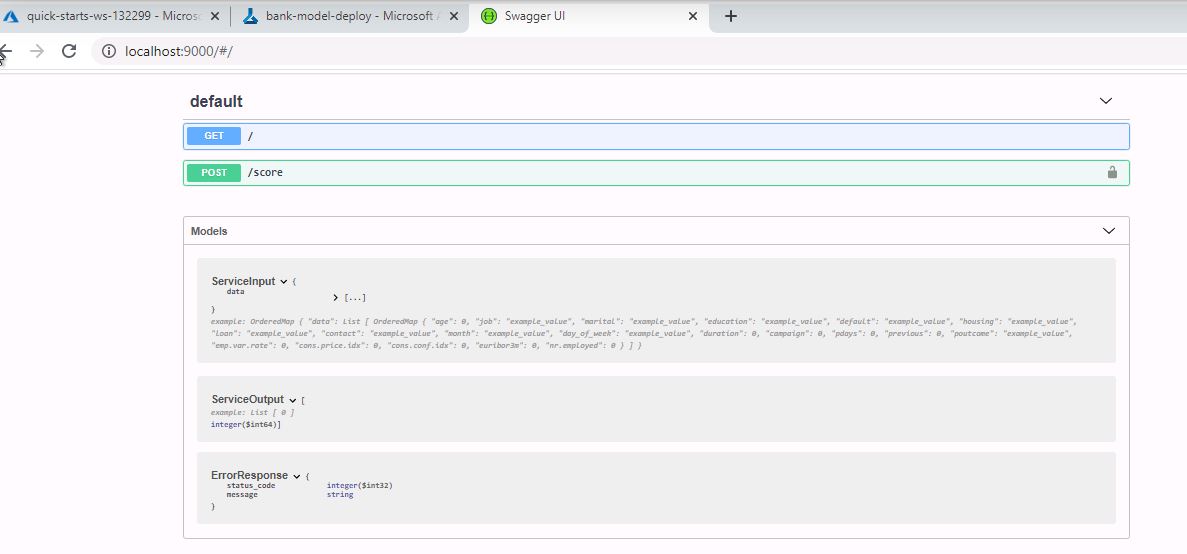 quick-starts-ws-132299 - Microso
bank-model-deploy - Microsoft A
Swagger UI
localhost:9000/#/
default
GET /
POST /score
Models
ServiceInput {
data
[...]
}
example: OrderedMap { "data": List [ OrderedMap { "age": 0, "job": "example_value", "marital": "example_value", "education": "example_value", "default": "example_value", "housing": "example_value",
"loan": "example_value", "contact": "example_value", "month": "example_value", "day_of_week": "example_value", "duration": 0, "campaign": 0, "pdays": 0, "previous": 0, "poutcome": "example_value",
"emp.var.rate": 0, "cons.price.idx": 0, "cons.conf.idx": 0, "euribor3m": 0, "nr.employed": 0 } ] }
ServiceOutput [
example: List [ 0 ]
integer($int64)]
ErrorResponse {
status_code integer($int32)
message string
}